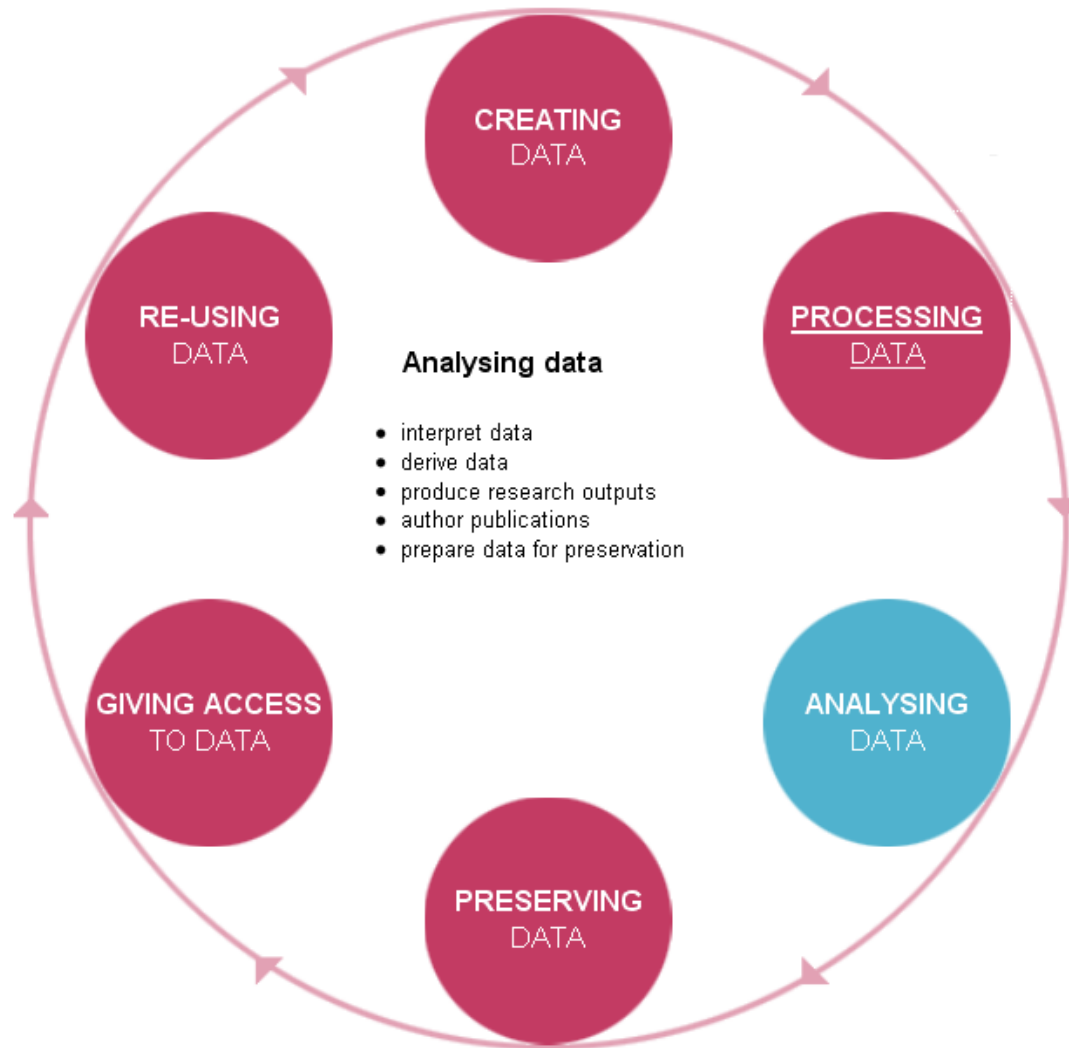 CREATING
DATA
RE-USING
DATA
PROCESSING
DATA
Analysing data
• interpret data
• derive data
• produce research outputs
• author publications
• prepare data for preservation
GIVING ACCESS
TO DATA
ANALYSING
DATA
PRESERVING
DATA